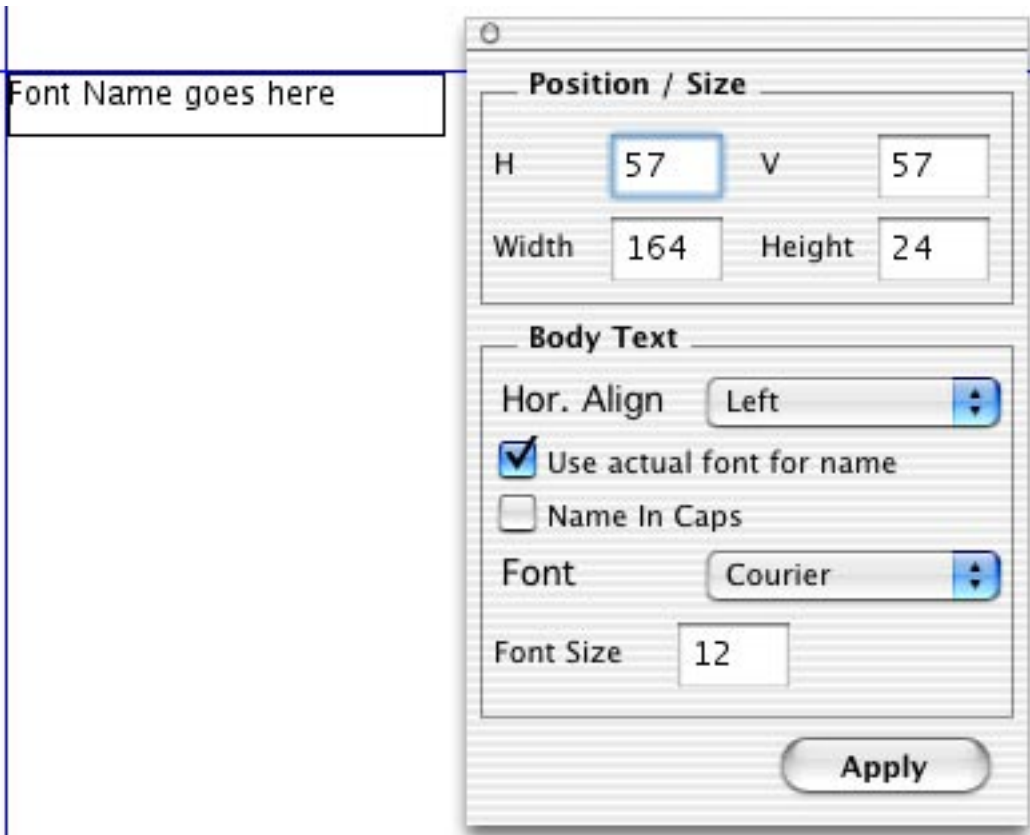 Font Name goes here
Position / Size
H 57 V 57
Width 164 Height 24
Body Text
Hor. Align Left
Use actual font for name
Name In Caps
Font Courier
Font Size 12
Apply